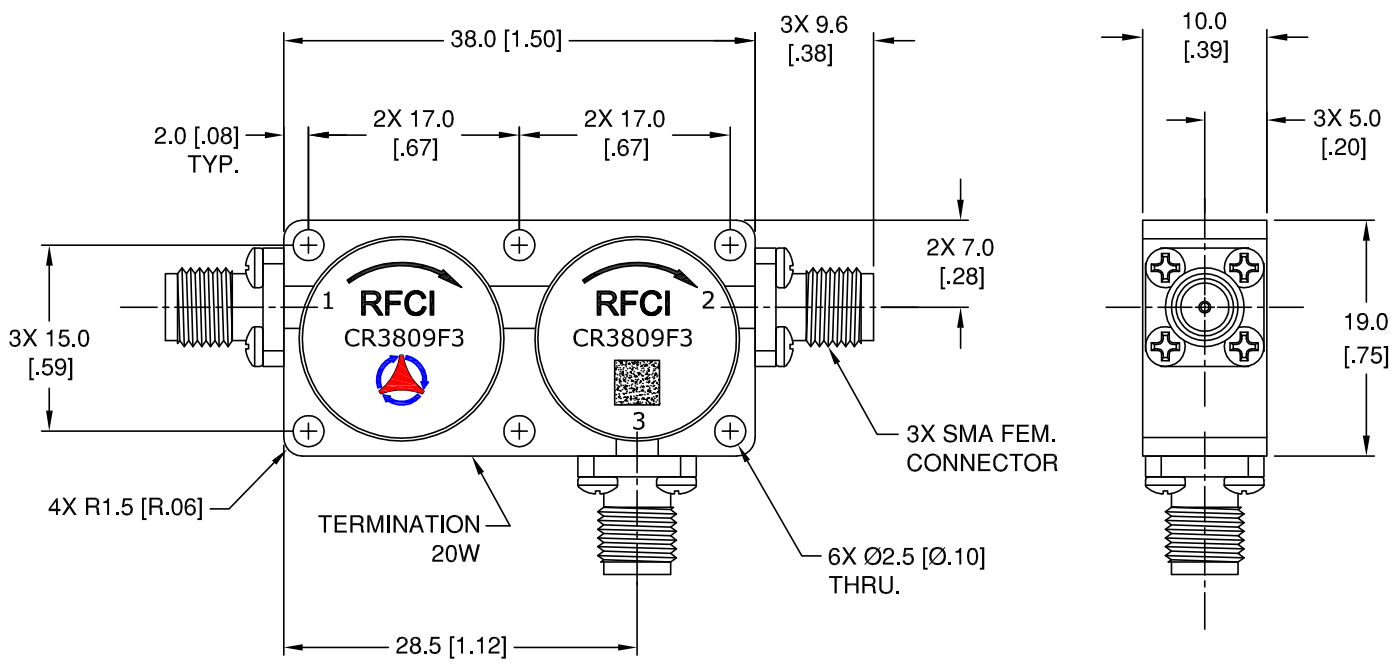 38.0 [1.50]
3X 9.6
[.38]
10.0
[.39]
2.0 [.08]
TYP.
2X 17.0
[.67]
2X 17.0
[.67]
3X 5.0
[.20]
2X 7.0
[.28]
3X 15.0
[.59]
19.0
[.75]
1
RFCI
CR3809F3
RFCI
2
CR3809F3
3
3X SMA FEM.
CONNECTOR
4X R1.5 [R.06]
TERMINATION
20W
6X Ø2.5 [Ø.10]
THRU.
28.5 [1.12]